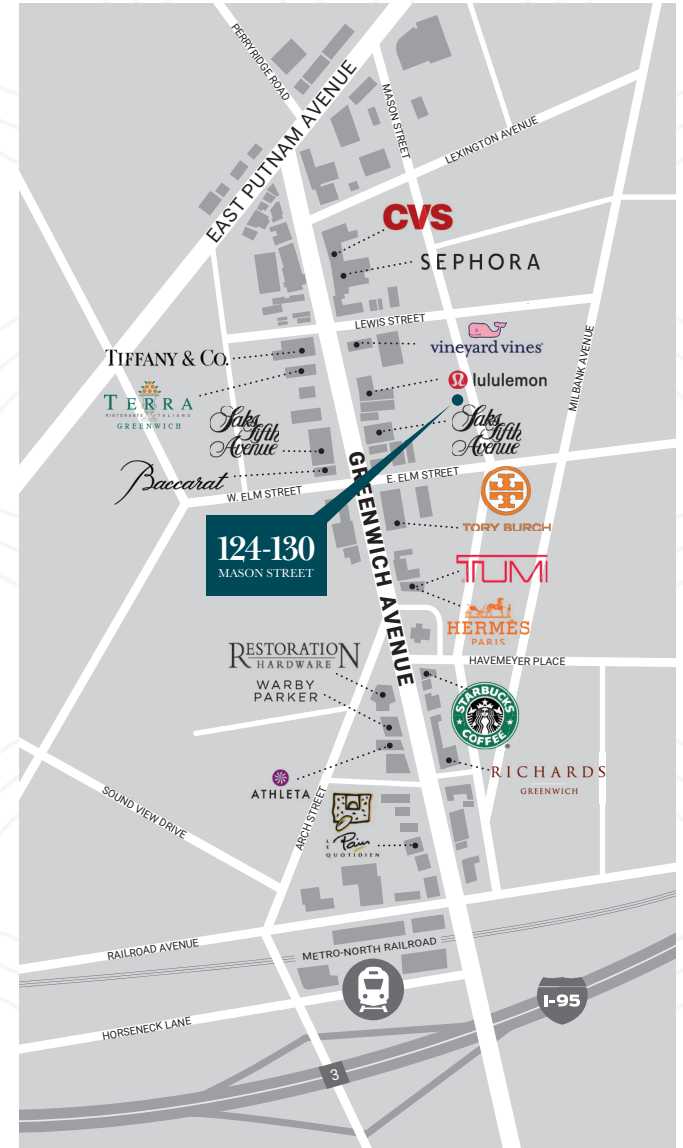 PERRYRIDGE ROAD
EAST PUTNAM AVENUE
MASON STREET
LEXINGTON AVENUE
CVS
SEPHORA
LEWIS STREET
TIFFANY & CO.
vineyard vines®
MILBANK AVENUE
TERRA
RISTORANTE ITALIANO
GREENWICH
lululemon
Saks
Fifth
Avenue
Saks
Fifth
Avenue
Baccarat
W. ELM STREET
E. ELM STREET
GREENWICH AVENUE
TORY BURCH
124-130
MASON STREET
TUMI
HERMÈS
PARIS
RESTORATION
HARDWARE
HAVEMEYER PLACE
WARBY
PARKER
STARBUCKS
COFFEE
®
RICHARDS
GREENWICH
ATHLETA
SOUND VIEW DRIVE
ARCH STREET
LE
Pain
QUOTIDIEN
RAILROAD AVENUE
METRO-NORTH RAILROAD
I-95
HORSENECK LANE
3